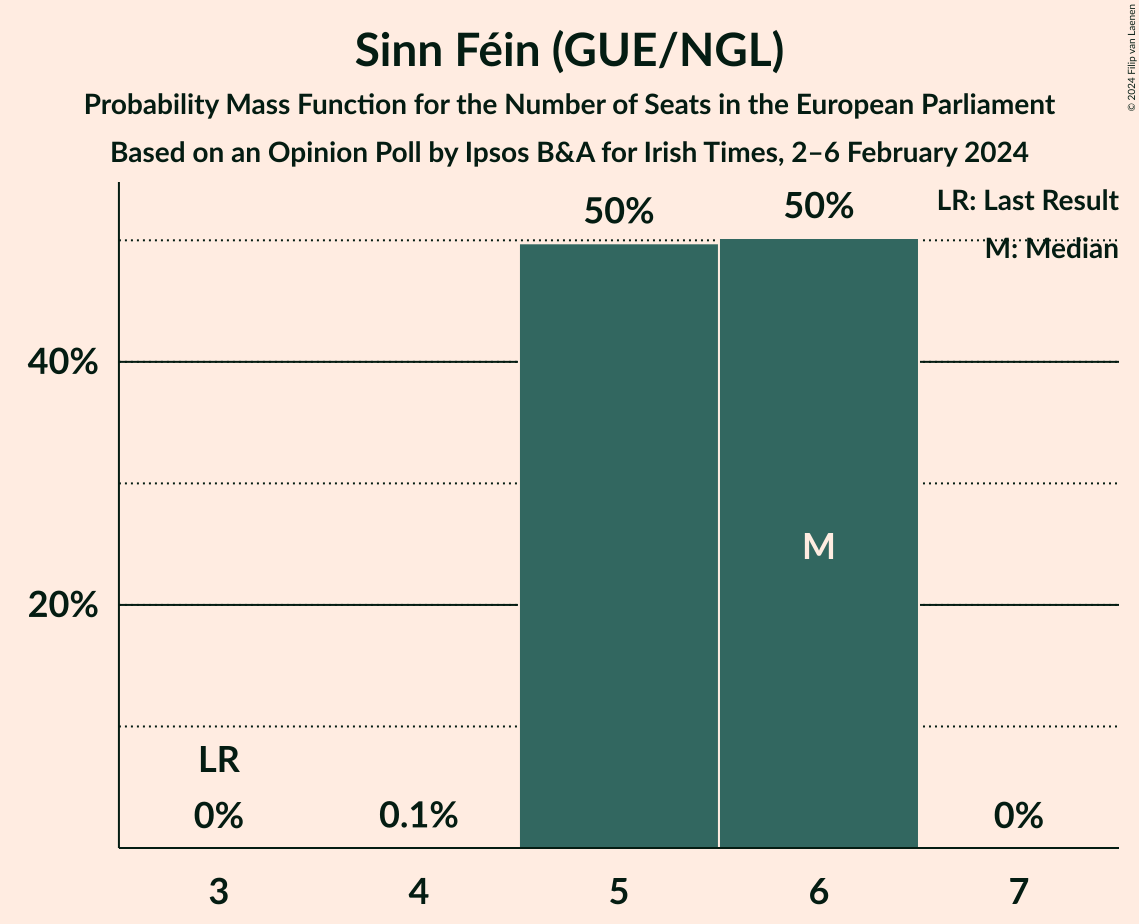 Sinn Féin (GUE/NGL)
Probability Mass Function for the Number of Seats in the European Parliament
Based on an Opinion Poll by Ipsos B&A for Irish Times, 2–6 February 2024
© 2024 Filip van Laenen
LR: Last Result
M: Median
50%
50%
40%
20%
M
LR
0%
0.1%
0%
3
4
5
6
7